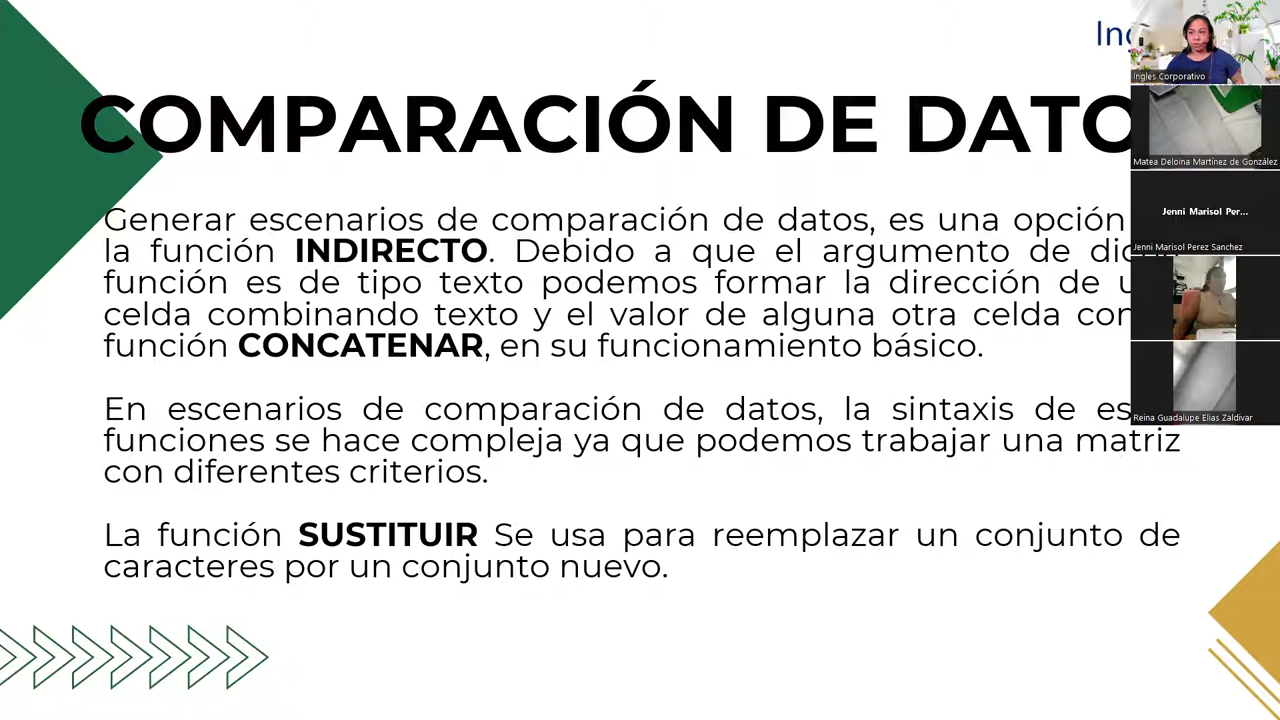 COMPARACIÓN DE DATO
Generar escenarios de comparación de datos, es una opción
la función INDIRECTO. Debido a que el argumento de
función es de tipo texto podemos formar la dirección de
celda combinando texto y el valor de alguna otra celda
función CONCATENAR, en su funcionamiento básico.
En escenarios de comparación de datos, la sintaxis de
funciones se hace compleja ya que podemos trabajar una matriz
con diferentes criterios.
La función SUSTITUIR Se usa para reemplazar un conjunto de
caracteres por un conjunto nuevo.
Ingles Corporativo
Matea Deloina Martínez de González
Jenni Marisol Per...
Jenni Marisol Perez Sanchez
Reina Guadalupe Elias Zaldivar